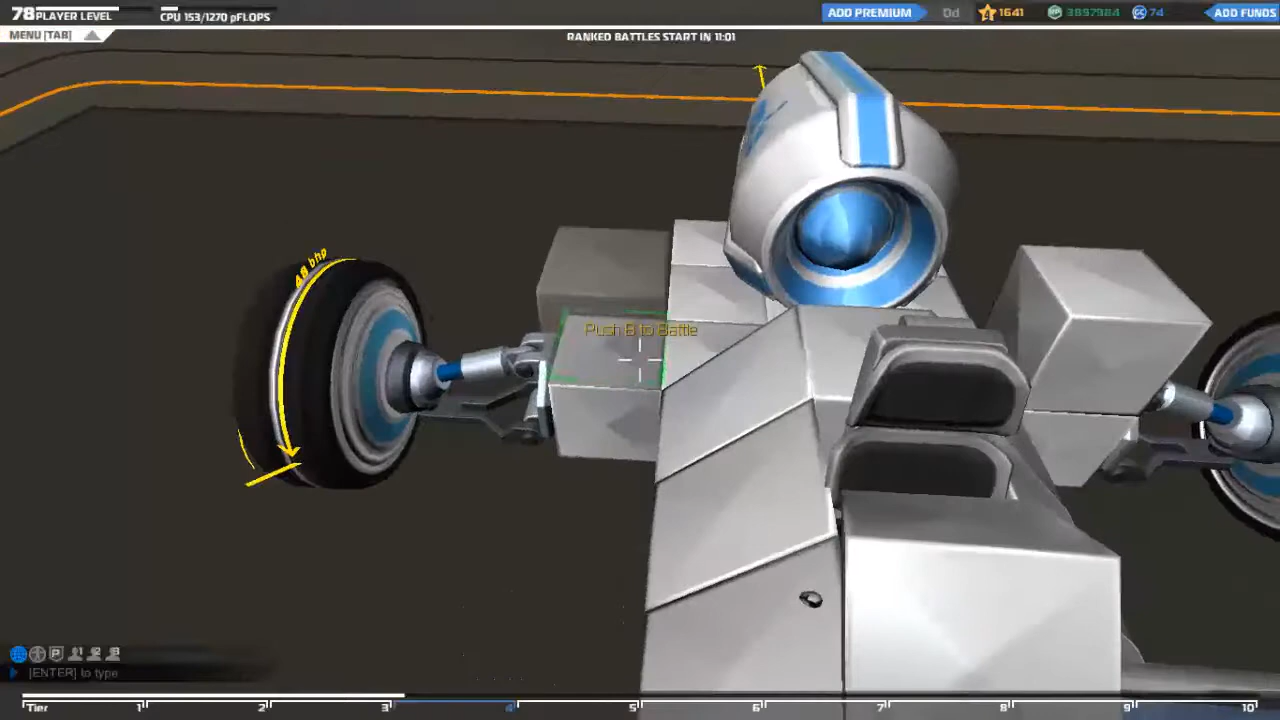 78 PLAYER LEVEL
CPU 153/1270 pFLOPS
ADD PREMIUM
0d
1641
3897984
GC
74
ADD FUNDS
MENU [TAB]
RANKED BATTLES START IN 11:01
48 bhp
Push B to Battle
P
[ENTER] to type
Tier 1 2 3 4 5 6 7 8 9 10